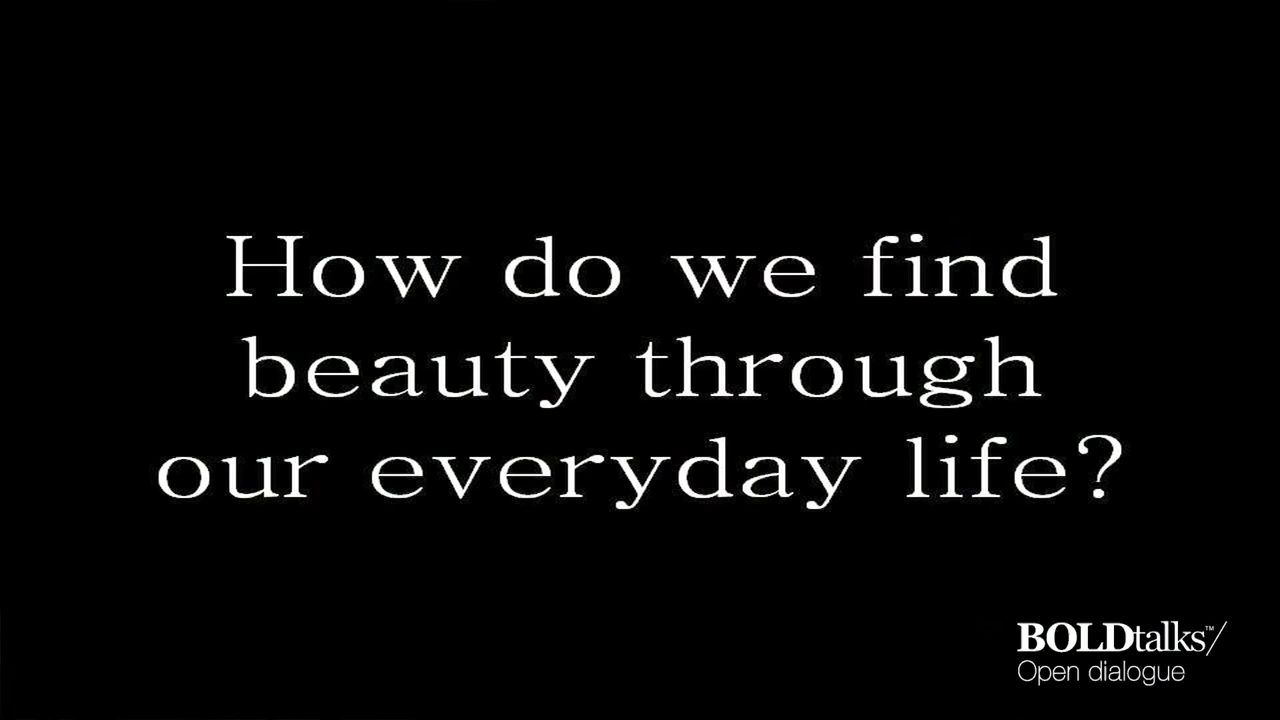 How do we find
beauty through
our everyday life?
BOLDtalks™/
Open dialogue